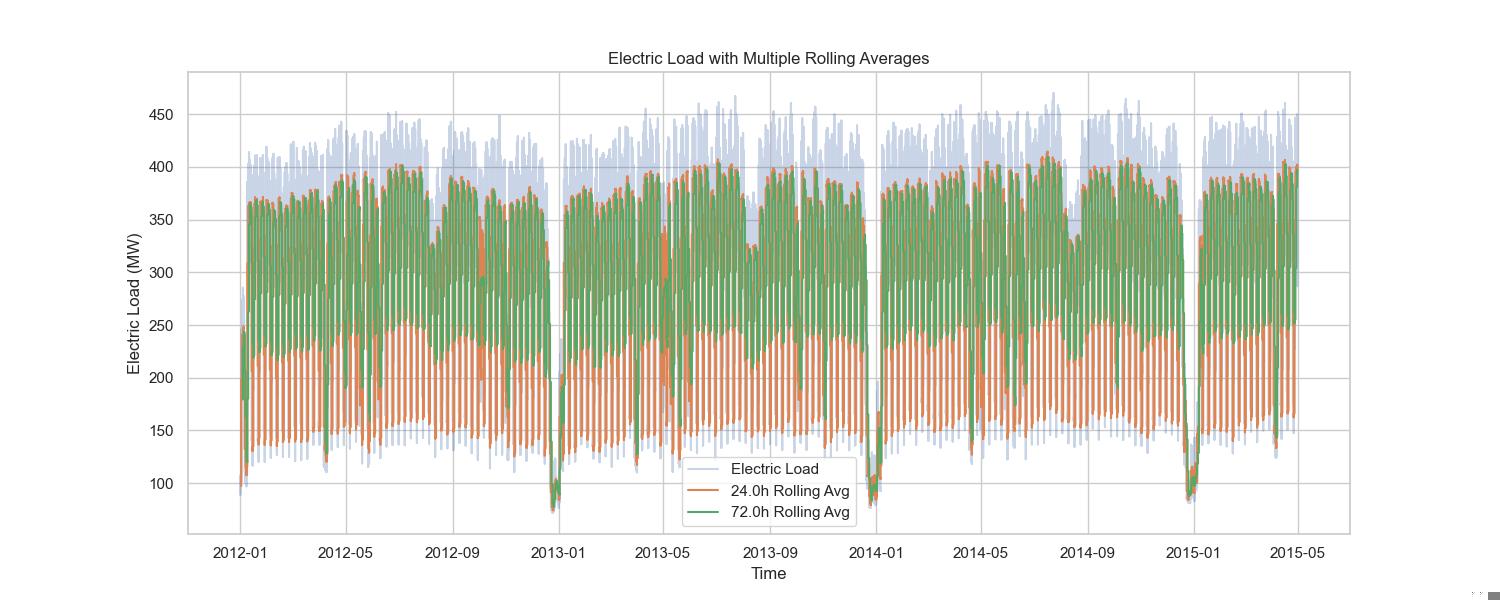 Electric Load with Multiple Rolling Averages
Electric Load (MW)
450
400
350
300
250
200
150
100
Electric Load
24.0h Rolling Avg
72.0h Rolling Avg
2012-01 2012-05 2012-09 2013-01 2013-05 2013-09 2014-01 2014-05 2014-09 2015-01 2015-05
Time